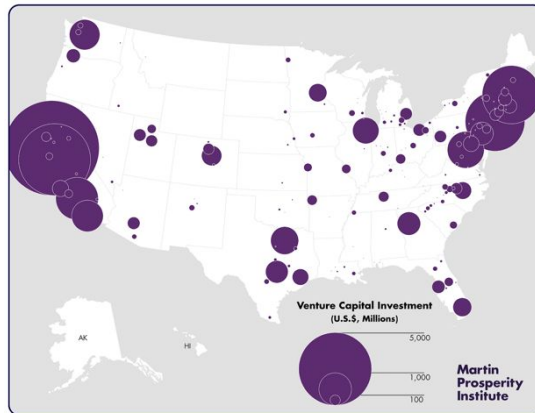 AK
HI
Venture Capital Investment
(U.S.$, Millions)
5,000
1,000
100
Martin
Prosperity
Institute